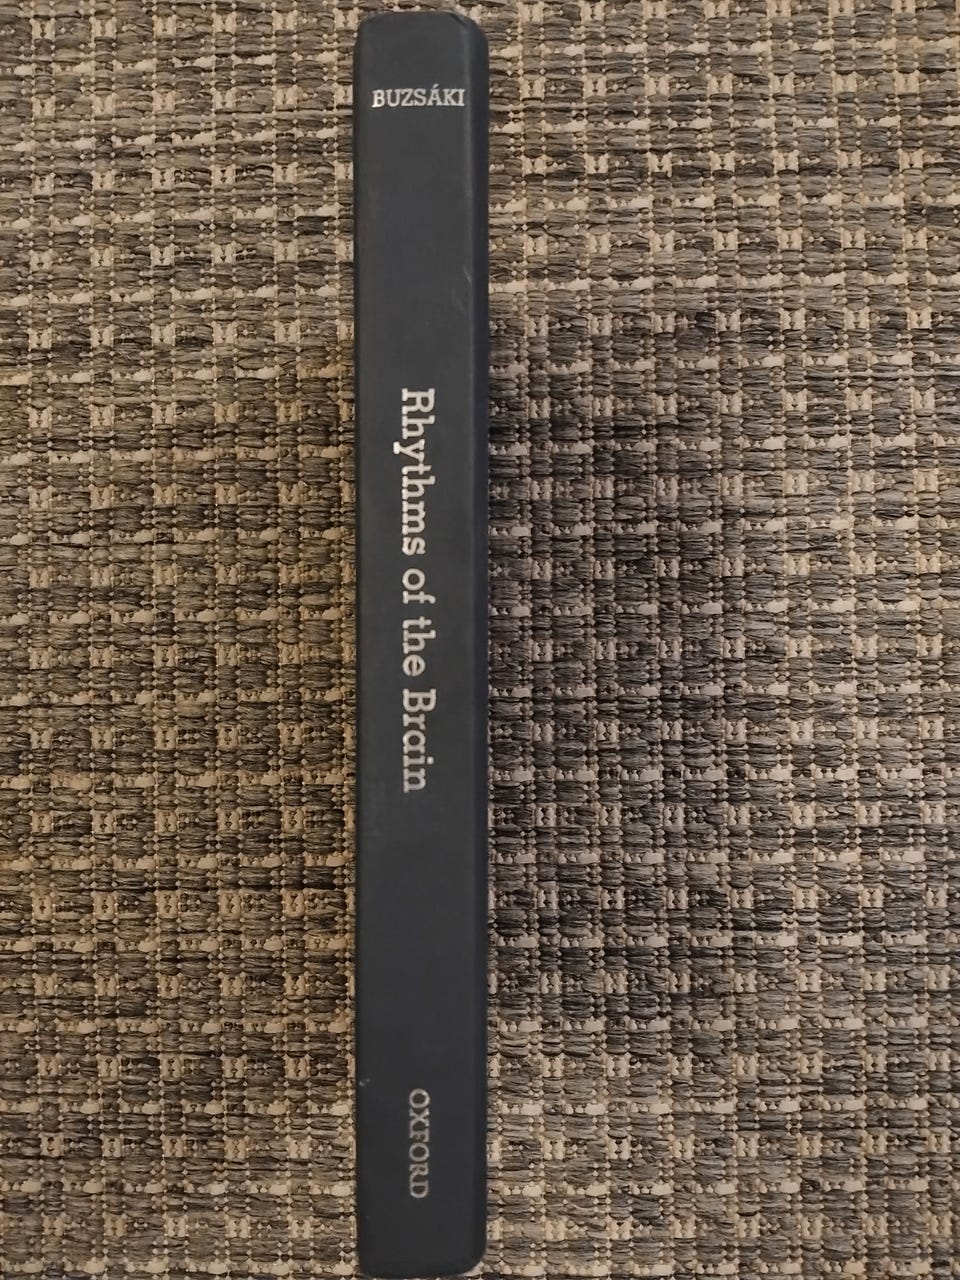 BUZSÁKI
Rhythms of the Brain
OXFORD